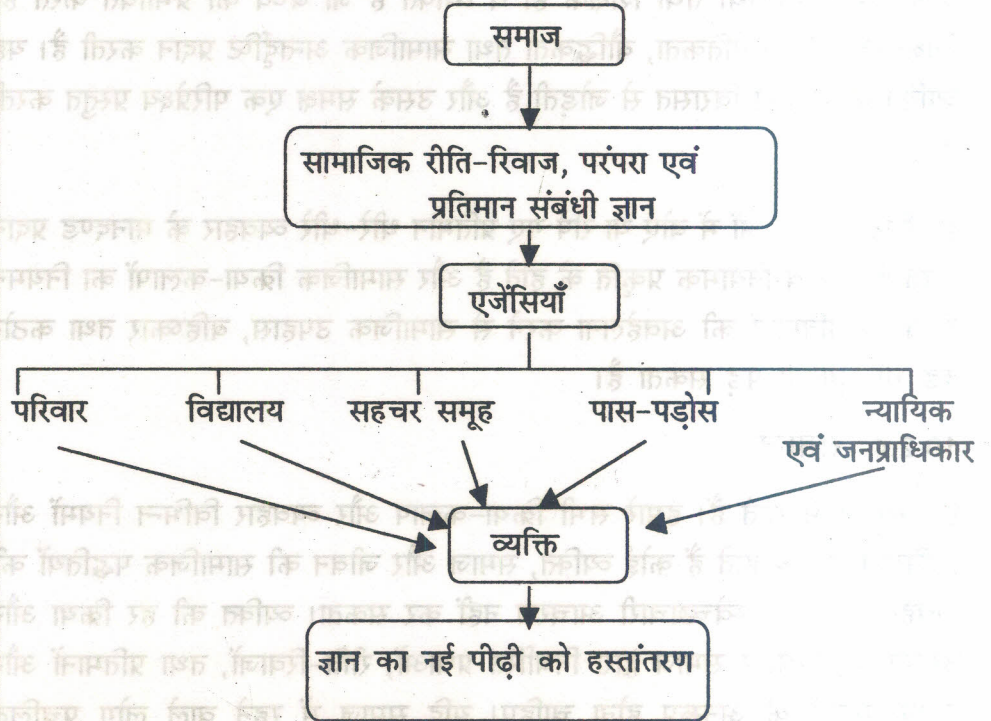 समाज
सामाजिक रीति-रिवाज, परंपरा एवं
प्रतिमान संबंधी ज्ञान
एजेंसियाँ
परिवार विद्यालय सहचर समूह पास-पड़ोस न्यायिक
एवं जनप्राधिकार
व्यक्ति
ज्ञान का नई पीढ़ी को हस्तांतरण